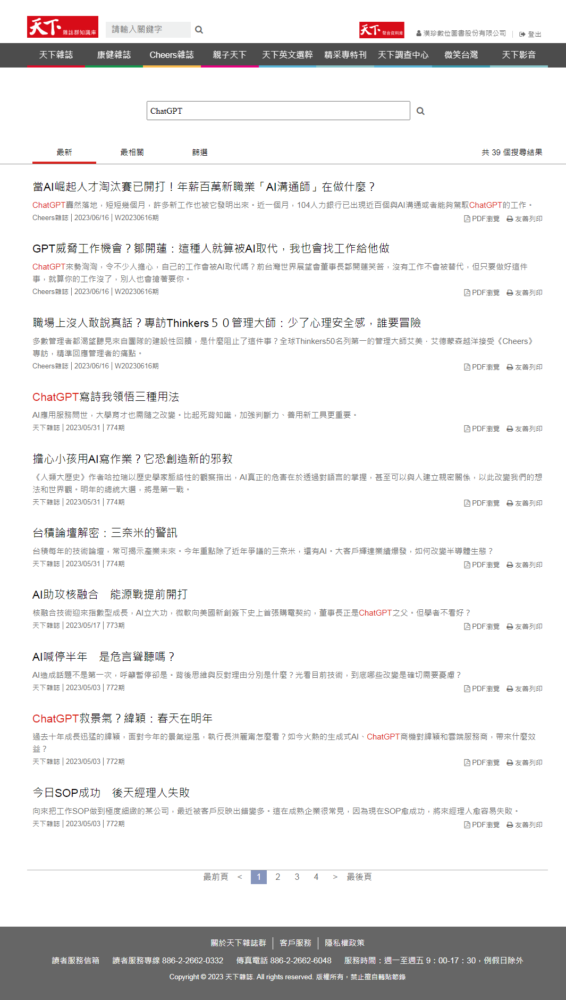 天下 雜誌群知識庫
請輸入關鍵字
天下 聲音資料庫
漢珍數位圖書股份有限公司
登出
天下雜誌 康健雜誌 Cheers雜誌 親子天下 天下英文選粹 精采專特刊 天下調查中心 微笑台灣 天下影音
ChatGPT
最新 最相關 篩選 共 39 個搜尋結果
當AI崛起人才淘汰賽已開打！年薪百萬新職業「AI溝通師」在做什麼？
ChatGPT轟然落地，短短幾個月，許多新工作也被它發明出來。近一個月，104人力銀行已出現近百個與AI溝通或者能夠駕馭ChatGPT的工作。
Cheers雜誌 | 2023/06/16 | W20230616期 PDF瀏覽 友善列印
GPT威脅工作機會？鄒開蓮：這種人就算被AI取代，我也會找工作給他做
ChatGPT來勢洶洶，令不少人擔心，自己的工作會被AI取代嗎？前台灣世界展望會董事長鄒開蓮笑答，沒有工作不會被替代，但只要做好這件
事，就算你的工作沒了，別人也會搶著要你。
Cheers雜誌 | 2023/06/16 | W20230616期 PDF瀏覽 友善列印
職場上沒人敢說真話？專訪Thinkers５０管理大師：少了心理安全感，誰要冒險
多數管理者都渴望聽見來自團隊的建設性回饋，是什麼阻止了這件事？全球Thinkers50名列第一的管理大師艾美．艾德蒙森越洋接受《Cheers》
專訪，精準回應管理者的痛點。
Cheers雜誌 | 2023/06/16 | W20230616期 PDF瀏覽 友善列印
ChatGPT寫詩我領悟三種用法
AI應用服務問世，大學育才也需隨之改變。比起死背知識，加強判斷力、善用新工具更重要。
天下雜誌 | 2023/05/31 | 774期 PDF瀏覽 友善列印
擔心小孩用AI寫作業？它恐創造新的邪教
《人類大歷史》作者哈拉瑞以歷史學家脈絡性的觀察指出，AI真正的危害在於透過對語言的掌握，甚至可以與人建立親密關係，以此改變我們的想
法和世界觀。明年的總統大選，將是第一戰。
天下雜誌 | 2023/05/31 | 774期 PDF瀏覽 友善列印
台積論壇解密：三奈米的警訊
台積每年的技術論壇，常可揭示產業未來。今年重點除了近年爭議的三奈米，還有AI。大客戶輝達業績爆發，如何改變半導體生態？
天下雜誌 | 2023/05/31 | 774期 PDF瀏覽 友善列印
AI助攻核融合　能源戰提前開打
核融合技術迎來指數型成長，AI立大功，微軟向美國新創簽下史上首張購電契約，董事長正是ChatGPT之父。但學者不看好？
天下雜誌 | 2023/05/17 | 773期 PDF瀏覽 友善列印
AI喊停半年　是危言聳聽嗎？
AI造成話題不是第一次，呼籲暫停卻是。背後思維與反對理由分別是什麼？光看目前技術，到底哪些改變是確切需要憂慮？
天下雜誌 | 2023/05/03 | 772期 PDF瀏覽 友善列印
ChatGPT救景氣？緯穎：春天在明年
過去十年成長迅猛的緯穎，面對今年的景氣逆風，執行長洪麗甯怎麼看？如今火熱的生成式AI、ChatGPT商機對緯穎和雲端服務商，帶來什麼效
益？
天下雜誌 | 2023/05/03 | 772期 PDF瀏覽 友善列印
今日SOP成功　後天經理人失敗
向來把工作SOP做到極度細緻的某公司，最近被客戶反映出錯變多。這在成熟企業很常見，因為現在SOP愈成功，將來經理人愈容易失敗。
天下雜誌 | 2023/05/03 | 772期 PDF瀏覽 友善列印
最前頁 < 1 2 3 4 > 最後頁
關於天下雜誌群 | 客戶服務 | 隱私權政策
讀者服務信箱 讀者服務專線 886-2-2662-0332 傳真電話 886-2-2662-6048 服務時間：週一至週五 9：00-17：30，例假日除外
Copyright © 2023 天下雜誌. All rights reserved. 版權所有，禁止擅自轉貼節錄